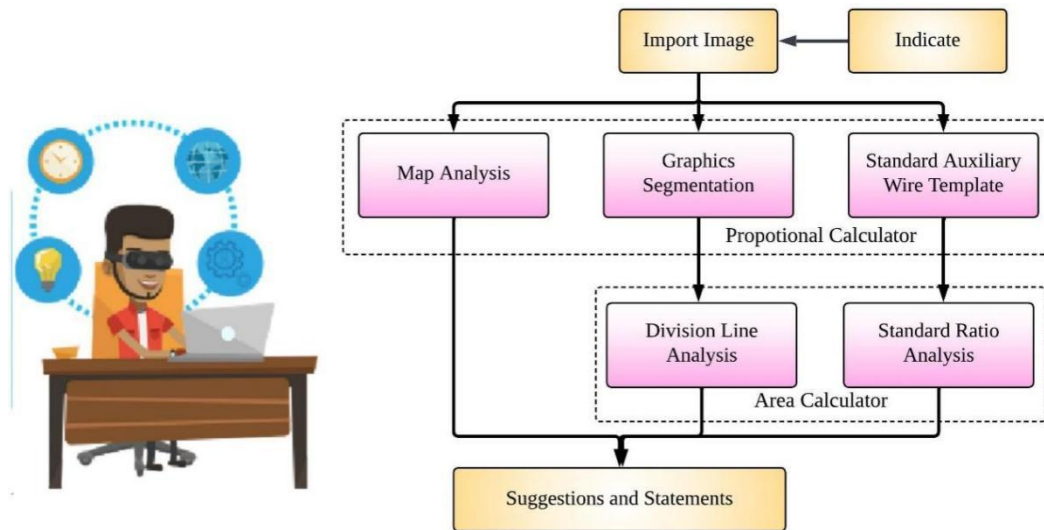 Import Image
Indicate
Map Analysis
Graphics
Segmentation
Standard Auxiliary
Wire Template
Propotional Calculator
Division Line
Analysis
Standard Ratio
Analysis
Area Calculator
Suggestions and Statements